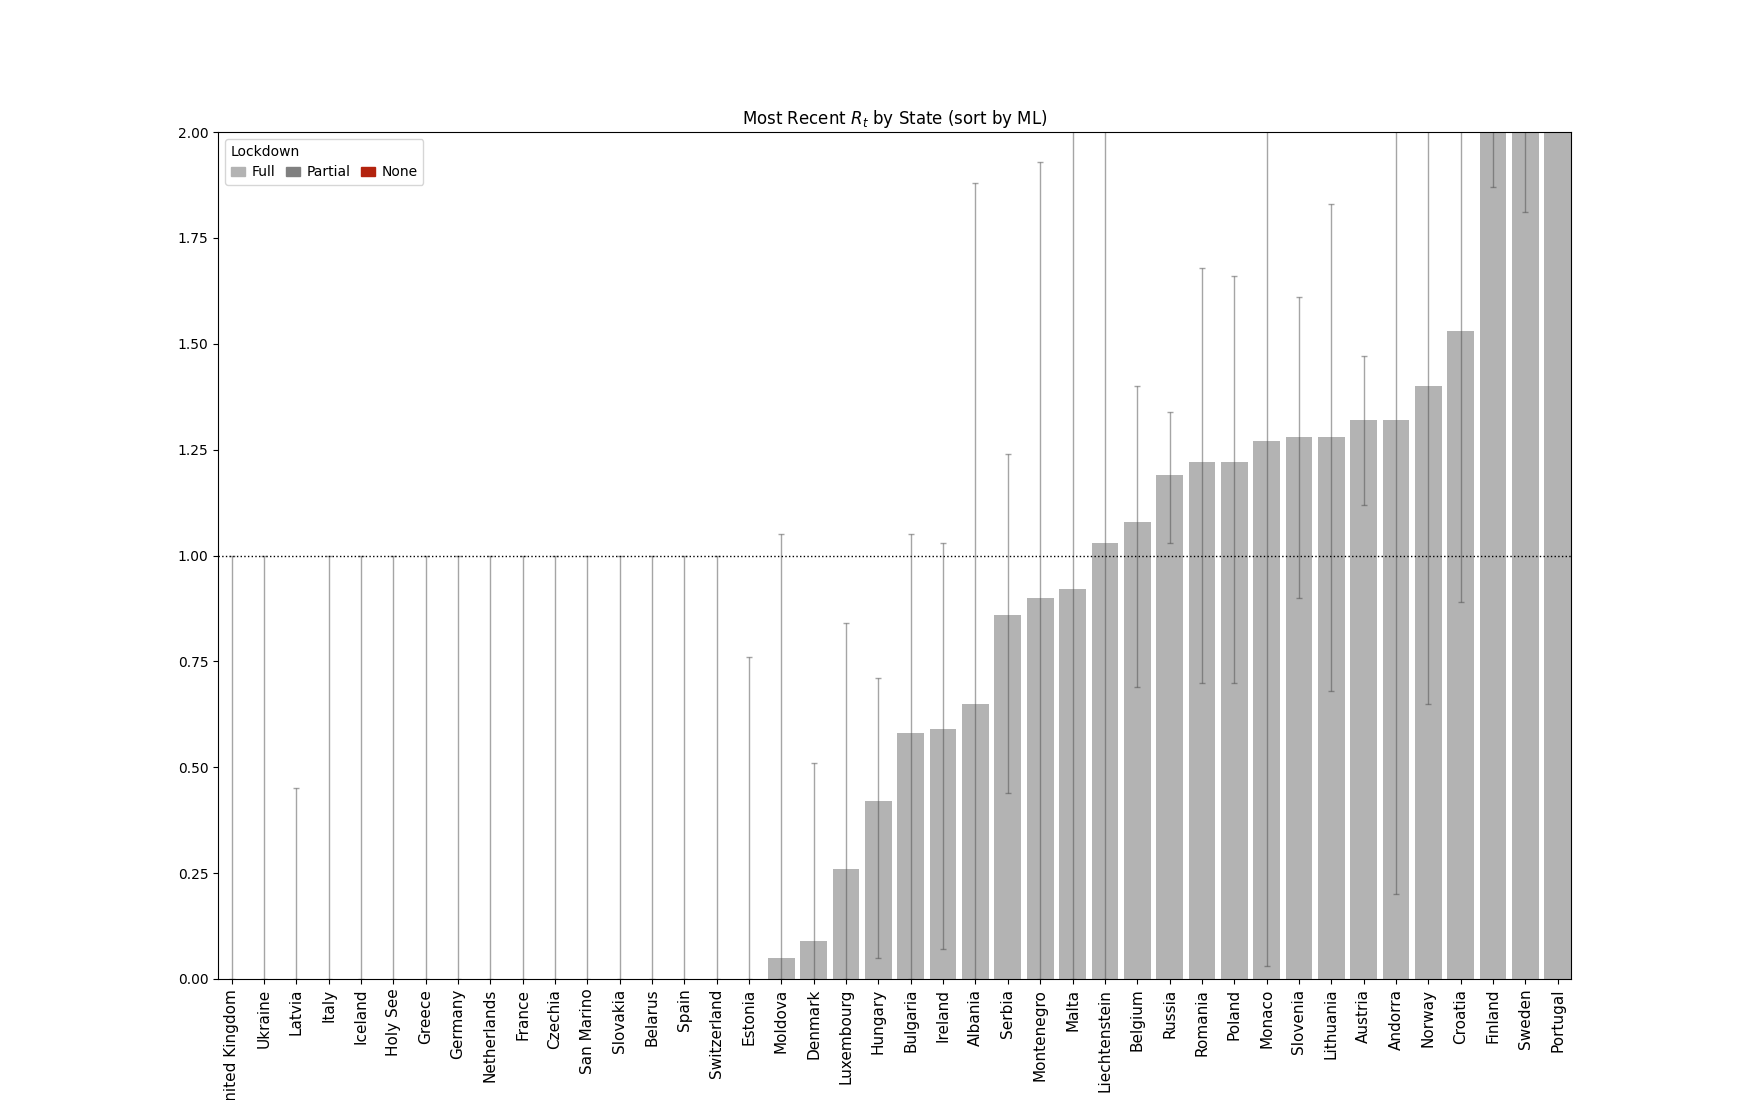 Most Recent Rt by State (sort by ML)
2.00
Lockdown
Full Partial None
1.75
1.50
1.25
1.00
0.75
0.50
0.25
0.00
nited Kingdom
Ukraine
Latvia
Italy
Iceland
Holy See
Greece
Germany
Netherlands
France
Czechia
San Marino
Slovakia
Belarus
Spain
Switzerland
Estonia
Moldova
Denmark
Luxembourg
Hungary
Bulgaria
Ireland
Albania
Serbia
Montenegro
Malta
Liechtenstein
Belgium
Russia
Romania
Poland
Monaco
Slovenia
Lithuania
Austria
Andorra
Norway
Croatia
Finland
Sweden
Portugal